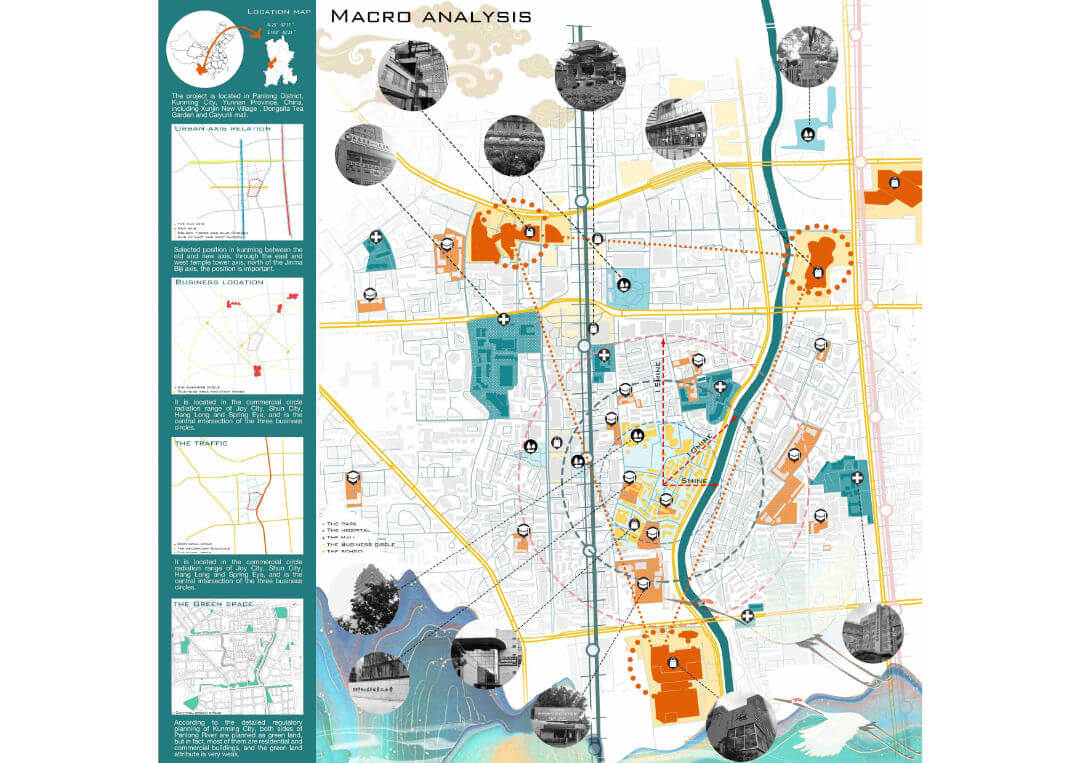 Location map
Macro analysis
The project is located in Panlong District,
Kunming City, Yunnan Province, China,
including Xunjin New Village , Dongsita Tea
Garden and Caiyunli mall.
Urban axis relation
Selected position in kunming between the
old and new axis, through the east and
west temple tower axis, north of the Jinma
Biji axis, the position is important.
Business location
It is located in the commercial circle
radiation range of Joy City, Shun City,
Hang Long and Spring Eye, and is the
central intersection of the three business
circles.
The traffic
It is located in the commercial circle
radiation range of Joy City, Shun City,
Hang Long and Spring Eye, and is the
central intersection of the three business
circles.
the Green space
According to the detailed regulatory
planning of Kunming City, both sides of
Panlong River are planned as green land,
but in fact, most of them are residential and
commercial buildings, and the green land
attribute is very weak.
5mine
10mine
5mine
The park
The hospital
The mall
The Business circle
The school